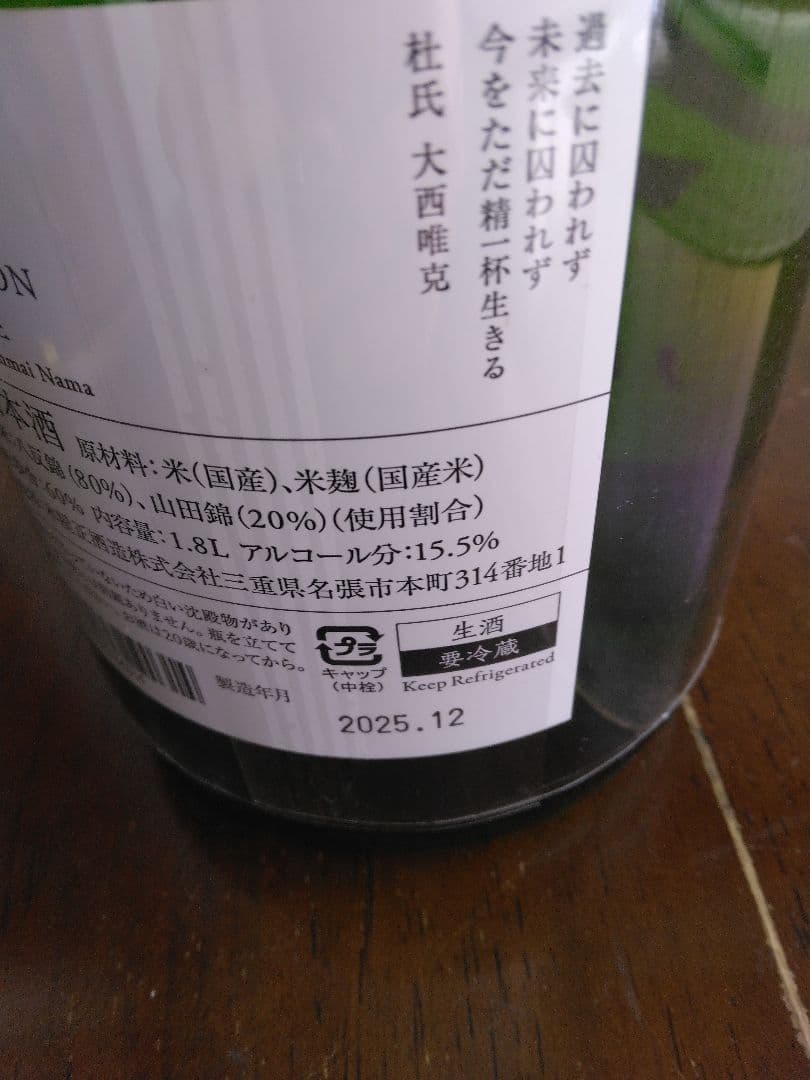 過去に囚われず
未来に囚われず
今をただ精一杯生きる
杜氏 大西唯克
ON
mai Nama
本酒 原材料:米(国産)、米麹(国産米)
錦(80%)、山田錦(20%)(使用割合)
60% 内容量:1.8L アルコール分:15.5%
酒造株式会社三重県名張市本町314番地1
いないため白い沈殿物があり
ありません。瓶を立てて
お酒は20歳になってから。
プラ
キャップ
(中栓)
生酒
要冷蔵
Keep Refrigerated
製造年月
2025.12